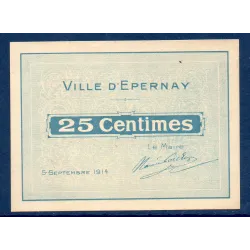 VILLE D'EPERNAY
25 CENTIMES
Le Maire
5 SEPTEMBRE 1914